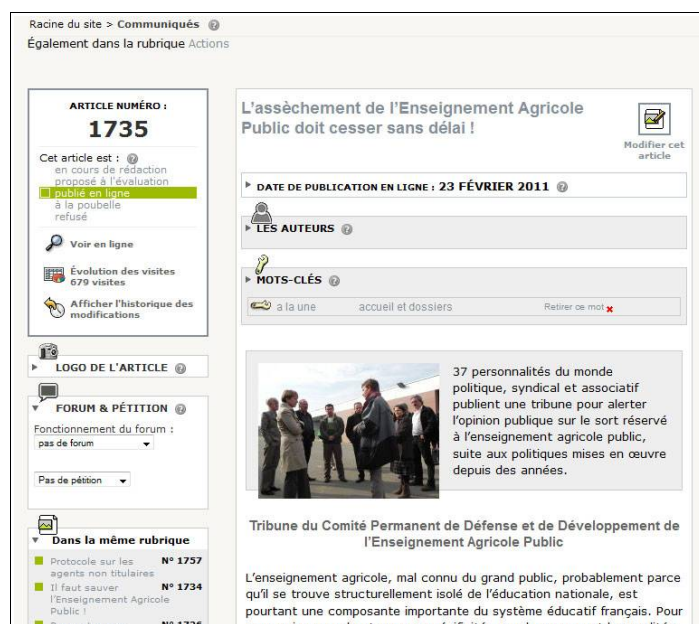 Racine du site > Communiqués
Également dans la rubrique Actions
ARTICLE NUMÉRO :
1735
Cet article est :
en cours de rédaction
proposé à l'évaluation
publié en ligne
à la poubelle
refusé
Voir en ligne
Évolution des visites
679 visites
Afficher l'historique des
modifications
LOGO DE L'ARTICLE
FORUM & PÉTITION
Fonctionnement du forum :
pas de forum
Pas de pétition
Dans la même rubrique
Protocole sur les
agents non titulaires
N° 1757
Il faut sauver
l'Enseignement Agricole
Public !
N° 1734
L'assèchement de l'Enseignement Agricole
Public doit cesser sans délai !
Modifier cet
article
DATE DE PUBLICATION EN LIGNE : 23 FÉVRIER 2011
LES AUTEURS
MOTS-CLÉS
a la une
accueil et dossiers
Retirer ce mot
37 personnalités du monde
politique, syndical et associatif
publient une tribune pour alerter
l'opinion publique sur le sort réservé
à l'enseignement agricole public,
suite aux politiques mises en œuvre
depuis des années.
Tribune du Comité Permanent de Défense et de Développement de
l'Enseignement Agricole Public
L'enseignement agricole, mal connu du grand public, probablement parce
qu'il se trouve structurellement isolé de l'éducation nationale, est
pourtant une composante importante du système éducatif français. Pour